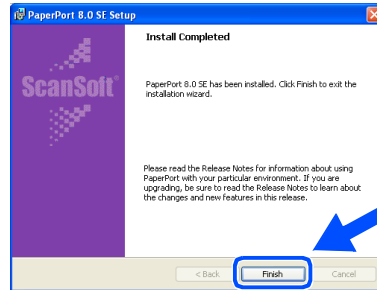 PaperPort 8.0 SE Setup
Install Completed
ScanSoft®
PaperPort 8.0 SE has been installed. Click Finish to exit the
installation wizard.
Please read the Release Notes for information about using
PaperPort with your particular environment. If you are
upgrading, be sure to read the Release Notes to learn about
the changes and new features in this release.
< Back
Finish
Cancel